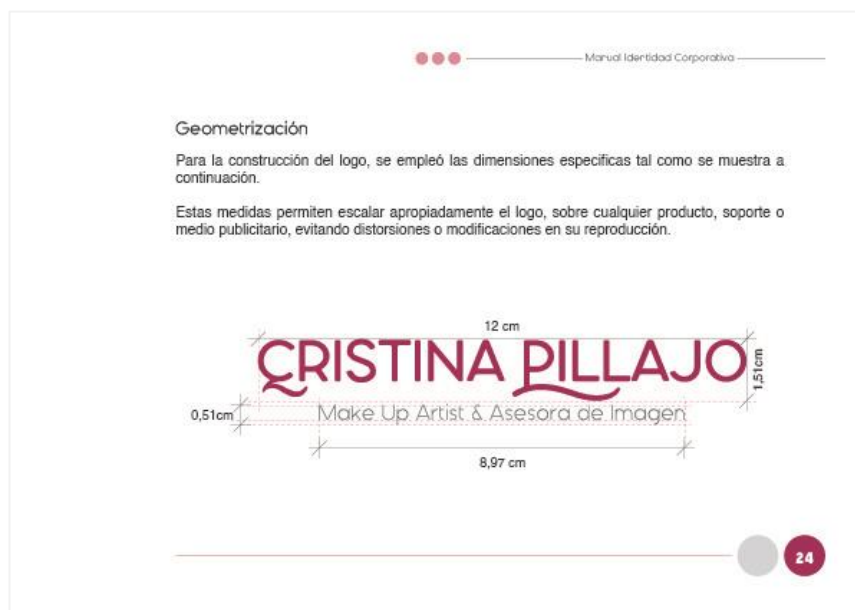 Manual Identidad Corporativa
Geometrización
Para la construcción del logo, se empleó las dimensiones especificas tal como se muestra a
continuación.
Estas medidas permiten escalar apropiadamente el logo, sobre cualquier producto, soporte o
medio publicitario, evitando distorsiones o modificaciones en su reproducción.
12 cm
CRISTINA PILLAJO
1,51cm
0,51cm
Make Up Artist & Asesora de Imagen
8,97 cm
24